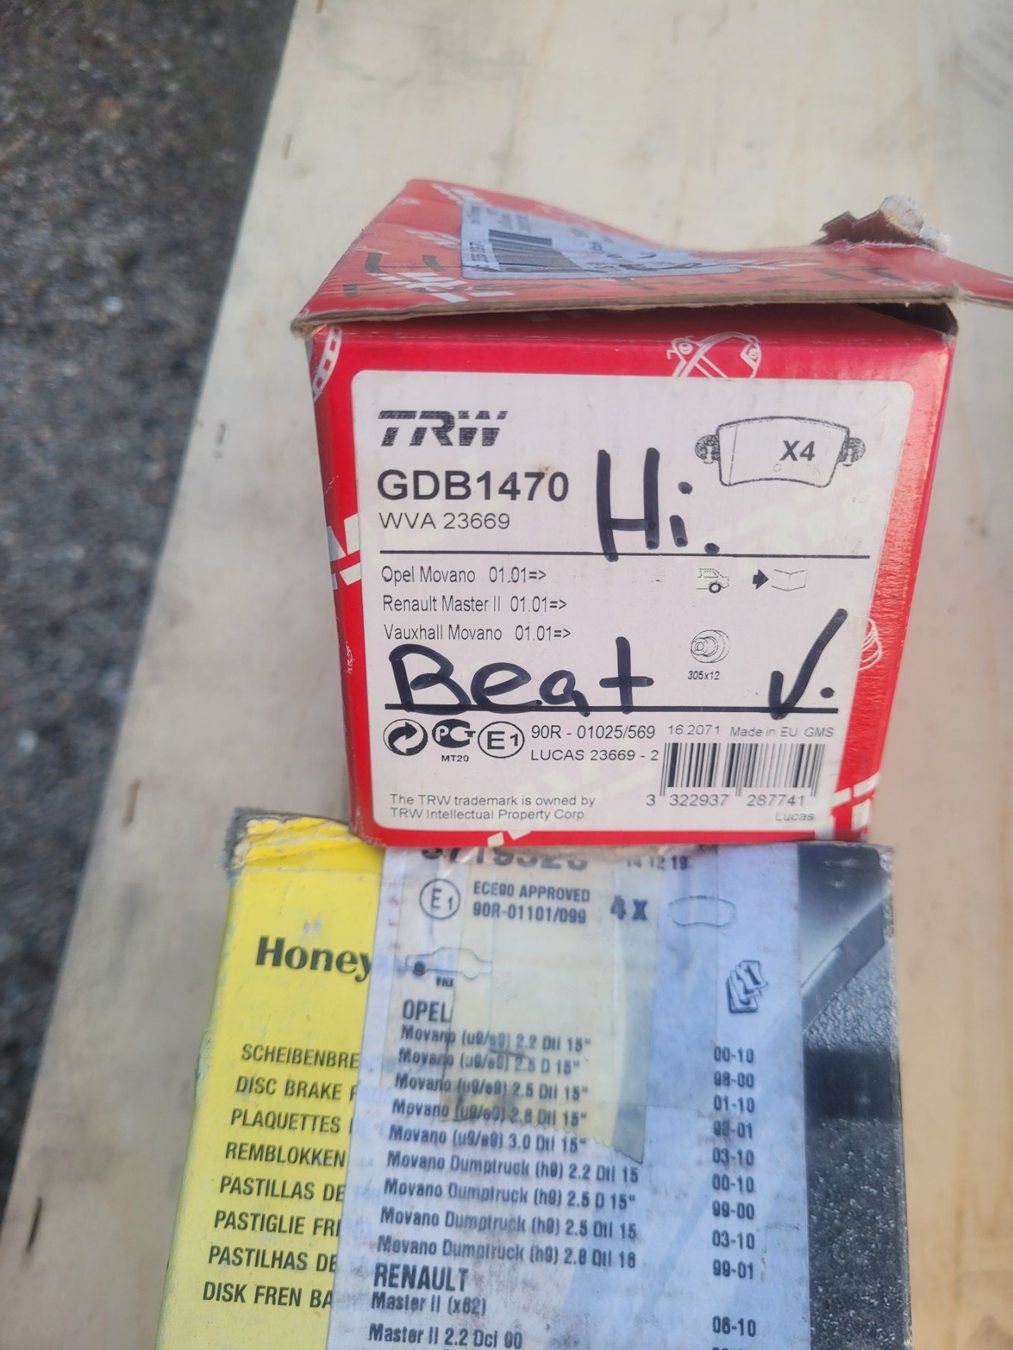 TRW
X4
GDB1470
Hi.
WVA 23669
Opel Movano 01.01=>
Renault Master II 01.01=>
Vauxhall Movano 01.01=>
305x12
Beat V.
E1
90R - 01025/569 16.2071 Made in EU GMS
MT20
LUCAS 23669 - 2
The TRW trademark is owned by
TRW Intellectual Property Corp.
3 322937 287741
Lucas
14 12 19
E1
ECE90 APPROVED
90R-01101/099
4x
Honey
OPEL
Movano (u9/e9) 2.2 Dti 15" 00-10
Movano (u9/e9) 2.5 D 15" 98-00
Movano (u9/e9) 2.5 Dti 15" 01-10
Movano (u9/e9) 2.8 Dti 15" 98-01
Movano (u9/e9) 3.0 Dti 15" 03-10
Movano Dumptruck (h9) 2.2 Dti 15 00-10
Movano Dumptruck (h9) 2.5 D 15" 99-00
Movano Dumptruck (h9) 2.5 Dti 15 03-10
Movano Dumptruck (h9) 2.8 Dti 16 99-01
RENAULT
Master II (x62)
Master II 2.2 Dci 90 06-10
SCHEIBENBRE
DISC BRAKE P
PLAQUETTES
REMBLOKKEN
PASTILLAS DE
PASTIGLIE FRI
PASTILHAS DE
DISK FREN BA